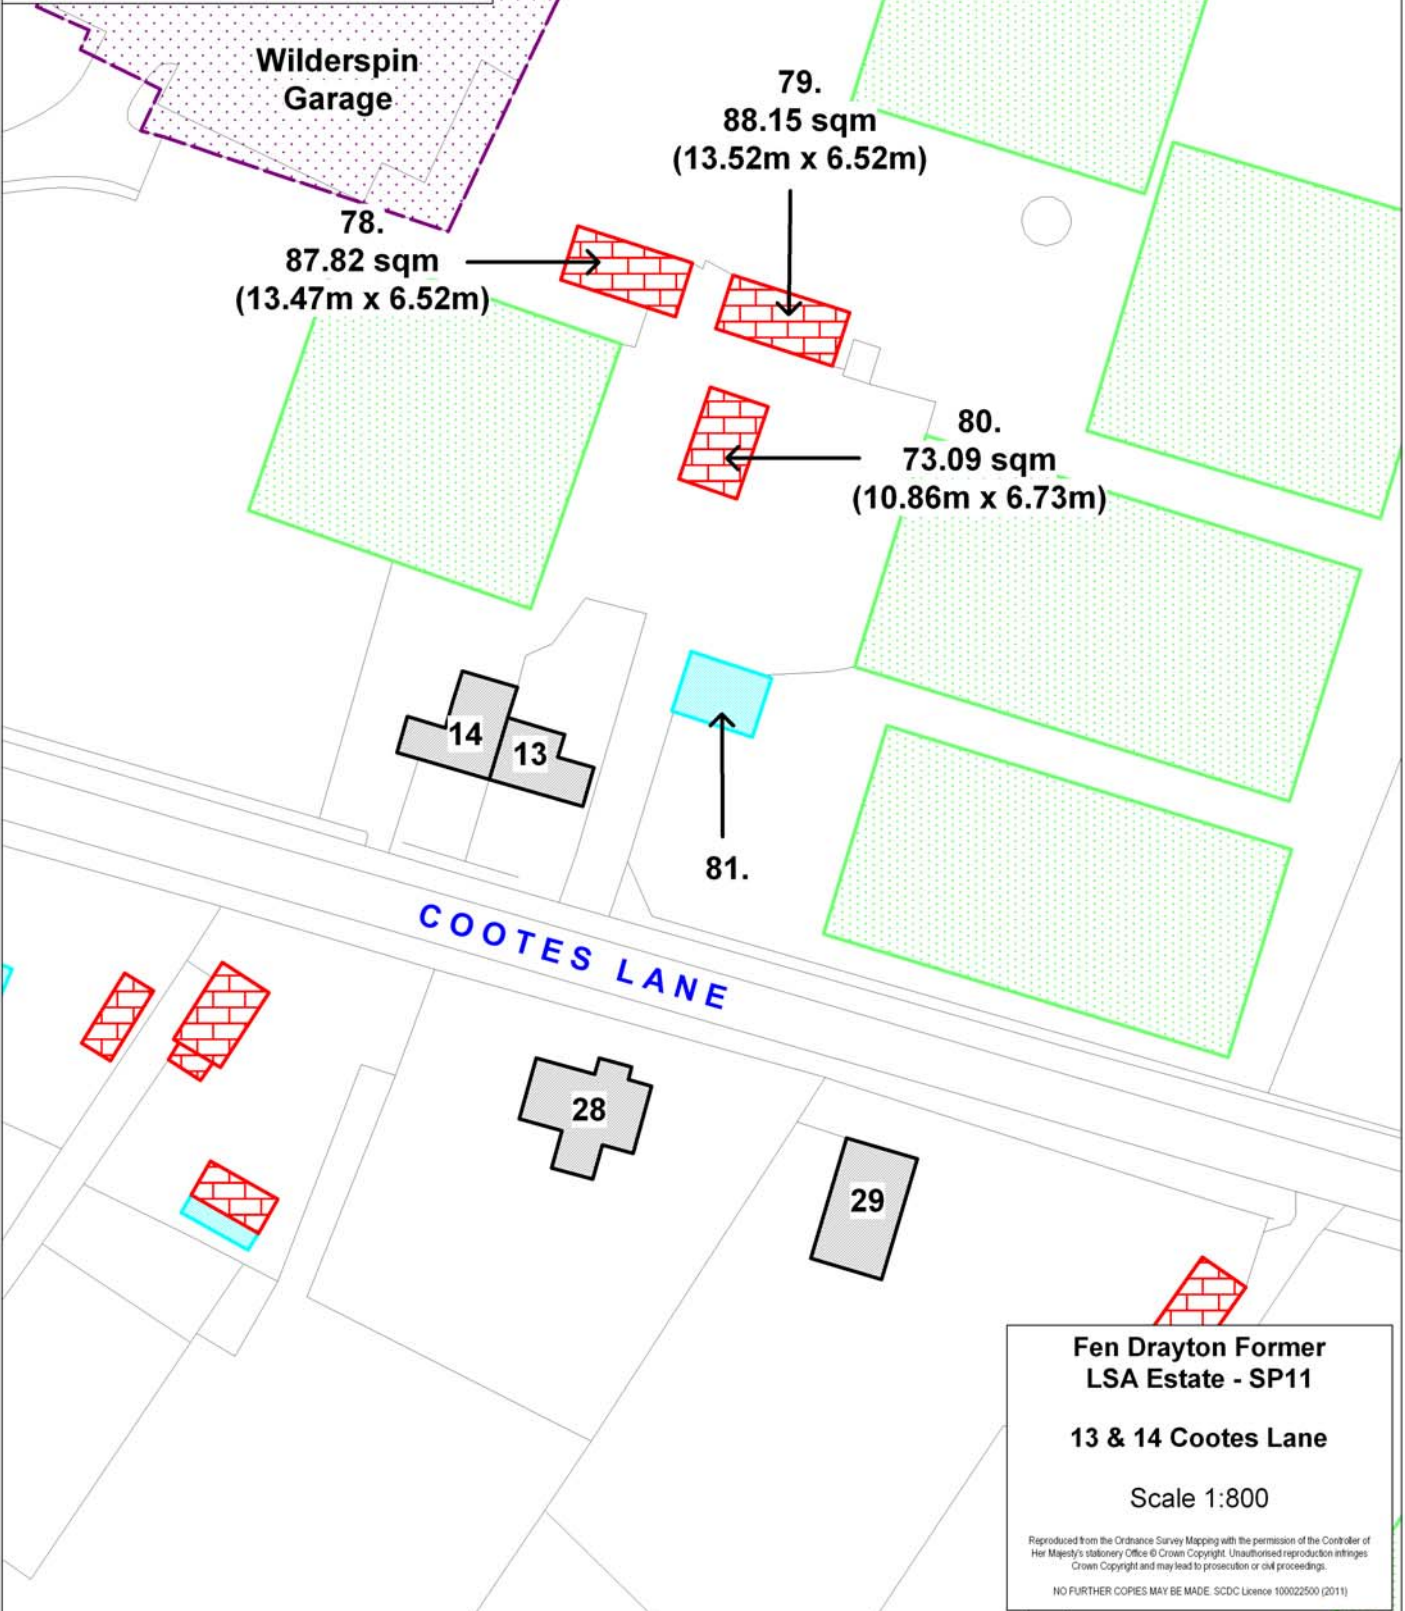 Wilderspin
Garage
79.
88.15 sqm
(13.52m x 6.52m)
78.
87.82 sqm
(13.47m x 6.52m)
80.
73.09 sqm
(10.86m x 6.73m)
14
13
81.
COOTES LANE
28
29
Fen Drayton Former
LSA Estate - SP11
13 & 14 Cootes Lane
Scale 1:800
Reproduced from the Ordnance Survey Mapping with the permission of the Controller of
Her Majesty's stationery Office © Crown Copyright. Unauthorised reproduction infringes
Crown Copyright and may lead to prosecution or civil proceedings.
NO FURTHER COPIES MAY BE MADE. SCDC Licence 100022500 (2011)